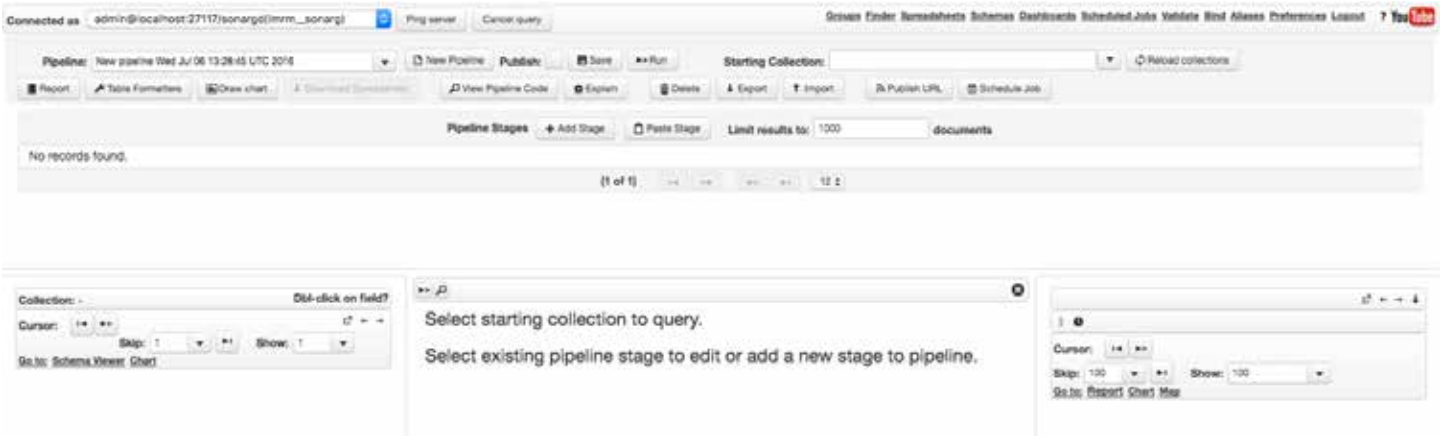 Connected as admin@localhost:27117/sonargd(lmrm__sonarg) Ping server Cancel query Groups Finder Spreadsheets Schemas Dashboards Scheduled Jobs Validate Bind Aliases Preferences Logout ? YouTube
Pipeline: New pipeline Wed Jul 06 13:28:45 UTC 2016 New Pipeline Publish: Save Run Starting Collection: Reload collections
Report Table Formatters Draw chart Download Spreadsheet View Pipeline Code Explain Delete Export Import Publish URL Schedule Job
Pipeline Stages Add Stage Paste Stage Limit results to: 1000 documents
No records found.
(1 of 1) 12
Collection: - Dbl-click on field?
Cursor:
Skip: 1 Show: 1
Go to: Schema Viewer Chart
Select starting collection to query.
Select existing pipeline stage to edit or add a new stage to pipeline.
Cursor:
Skip: 100 Show: 100
Go to: Report Chart Map